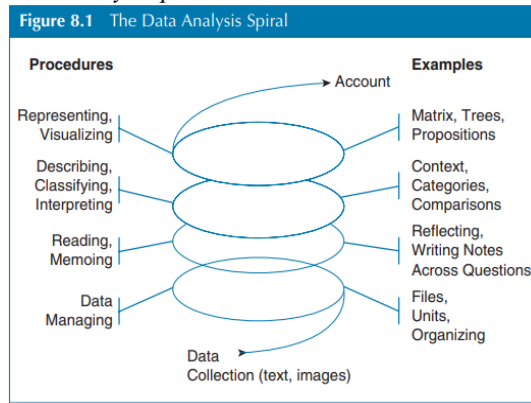 Figure 8.1 The Data Analysis Spiral
Procedures
Examples
Account
Representing,
Visualizing
Matrix, Trees,
Propositions
Describing,
Classifying,
Interpreting
Context,
Categories,
Comparisons
Reading,
Memoing
Reflecting,
Writing Notes
Across Questions
Data
Managing
Files,
Units,
Organizing
Data
Collection (text, images)